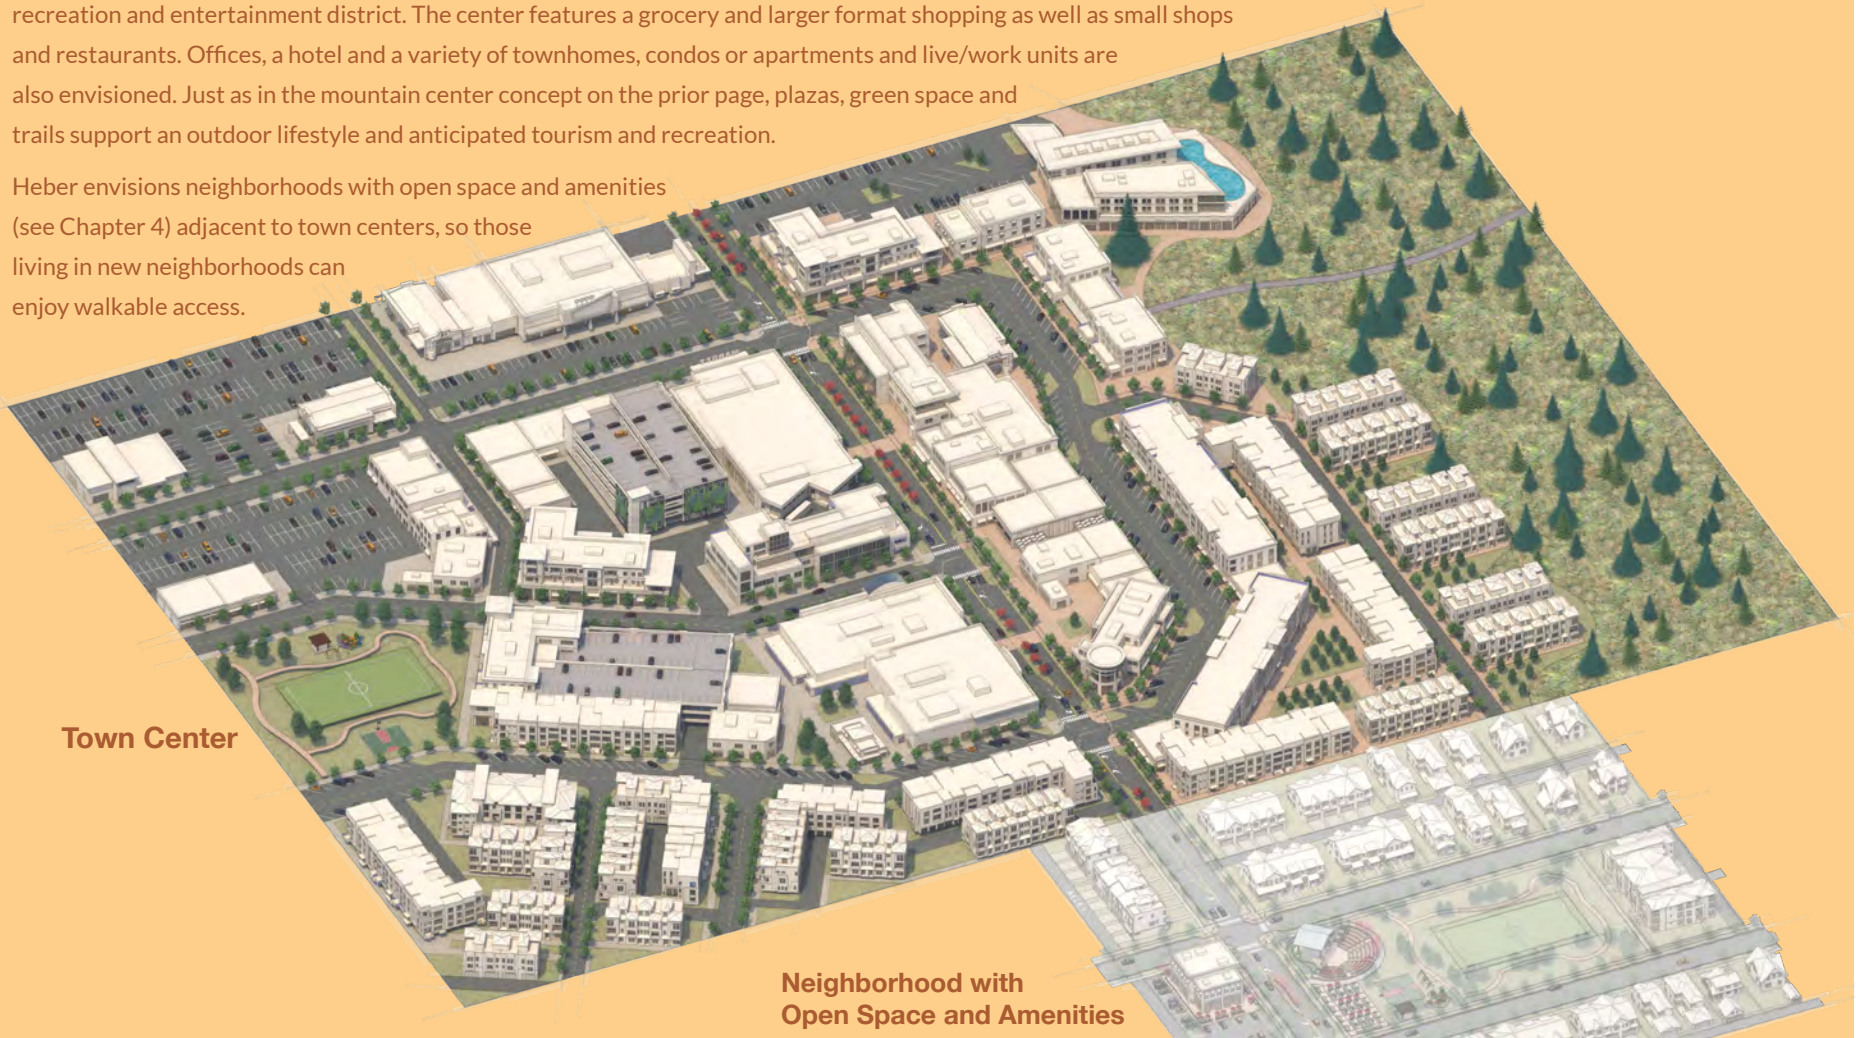 recreation and entertainment district. The center features a grocery and larger format shopping as well as small shops
and restaurants. Offices, a hotel and a variety of townhomes, condos or apartments and live/work units are
also envisioned. Just as in the mountain center concept on the prior page, plazas, green space and
trails support an outdoor lifestyle and anticipated tourism and recreation.
Heber envisions neighborhoods with open space and amenities
(see Chapter 4) adjacent to town centers, so those
living in new neighborhoods can
enjoy walkable access.
Town Center
Neighborhood with
Open Space and Amenities